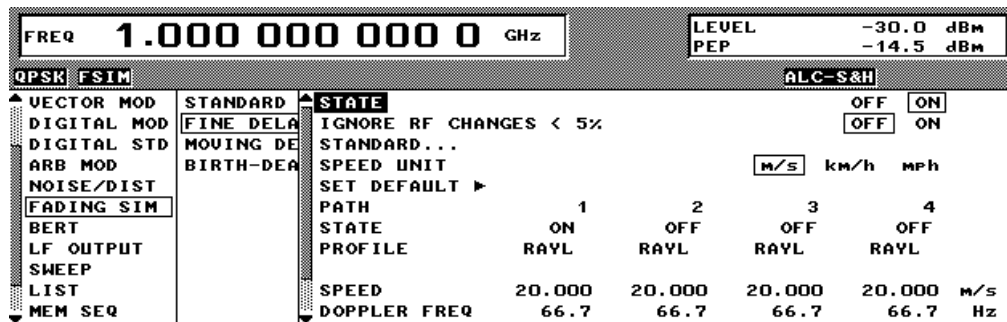 FREQ 1.000 000 000 0 GHz
LEVEL -30.0 dBm
PEP -14.5 dBm
QPSK FSIM ALC-S&H
VECTOR MOD STANDARD STATE OFF ON
DIGITAL MOD FINE DELA IGNORE RF CHANGES < 5% OFF ON
DIGITAL STD MOVING DE STANDARD...
ARB MOD BIRTH-DEA SPEED UNIT m/s km/h mph
NOISE/DIST SET DEFAULT ▶
FADING SIM PATH 1 2 3 4
BERT STATE ON OFF OFF OFF
LF OUTPUT PROFILE RAYL RAYL RAYL RAYL
SWEEP
LIST SPEED 20.000 20.000 20.000 20.000 m/s
MEM SEQ DOPPLER FREQ 66.7 66.7 66.7 66.7 Hz